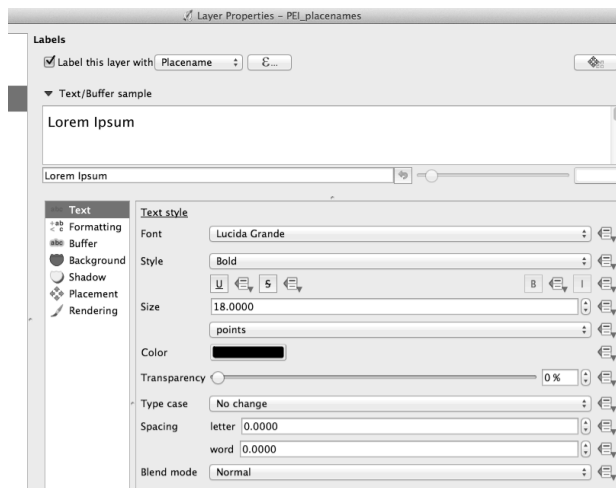 Layer Properties – PEI_placenames
Labels
Label this layer with Placename ε...
Text/Buffer sample
Lorem Ipsum
Lorem Ipsum
Text
Formatting
Buffer
Background
Shadow
Placement
Rendering
Text style
Font Lucida Grande
Style Bold
U S B I
Size 18.0000
points
Color
Transparency 0 %
Type case No change
Spacing letter 0.0000
word 0.0000
Blend mode Normal